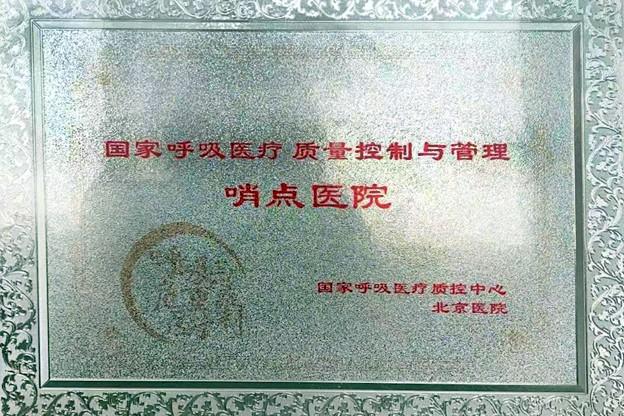 国家呼吸医疗 质量控制与管理
哨点医院
国家呼吸医疗质控中心
北京医院